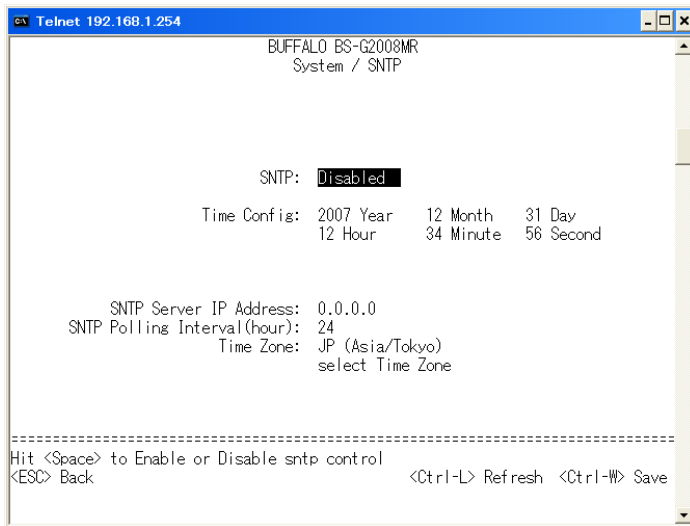 Telnet 192.168.1.254
BUFFALO BS-G2008MR
System / SNTP
SNTP: Disabled
Time Config: 2007 Year 12 Month 31 Day
12 Hour 34 Minute 56 Second
SNTP Server IP Address: 0.0.0.0
SNTP Polling Interval(hour): 24
Time Zone: JP (Asia/Tokyo)
select Time Zone
================================================================================
Hit <Space> to Enable or Disable sntp control
<ESC> Back <Ctrl-L> Refresh <Ctrl-W> Save